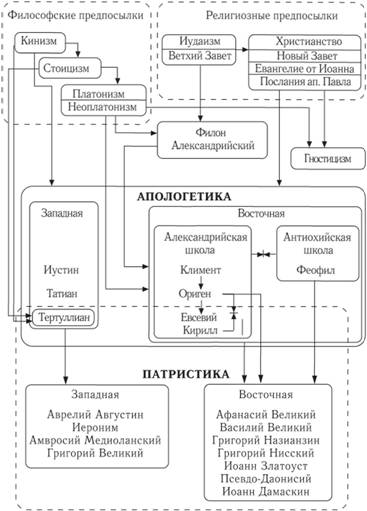 Философские предпосылки
Религиозные предпосылки
Кинизм
Стоицизм
Платонизм
Неоплатонизм
Иудаизм
Ветхий Завет
Христианство
Новый Завет
Евангелие от Иоанна
Послания ап. Павла
Филон
Александрийский
Гностицизм
АПОЛОГЕТИКА
Западная
Иустин
Татиан
Тертуллиан
Восточная
Александрийская
школа
Климент
Ориген
Евсевий
Кирилл
Антиохийская
школа
Феофил
ПАТРИСТИКА
Западная
Аврелий Августин
Иероним
Амвросий Медиоланский
Григорий Великий
Восточная
Афанасий Великий
Василий Великий
Григорий Назианзин
Григорий Нисский
Иоанн Златоуст
Псевдо-Даонисий
Иоанн Дамаскин